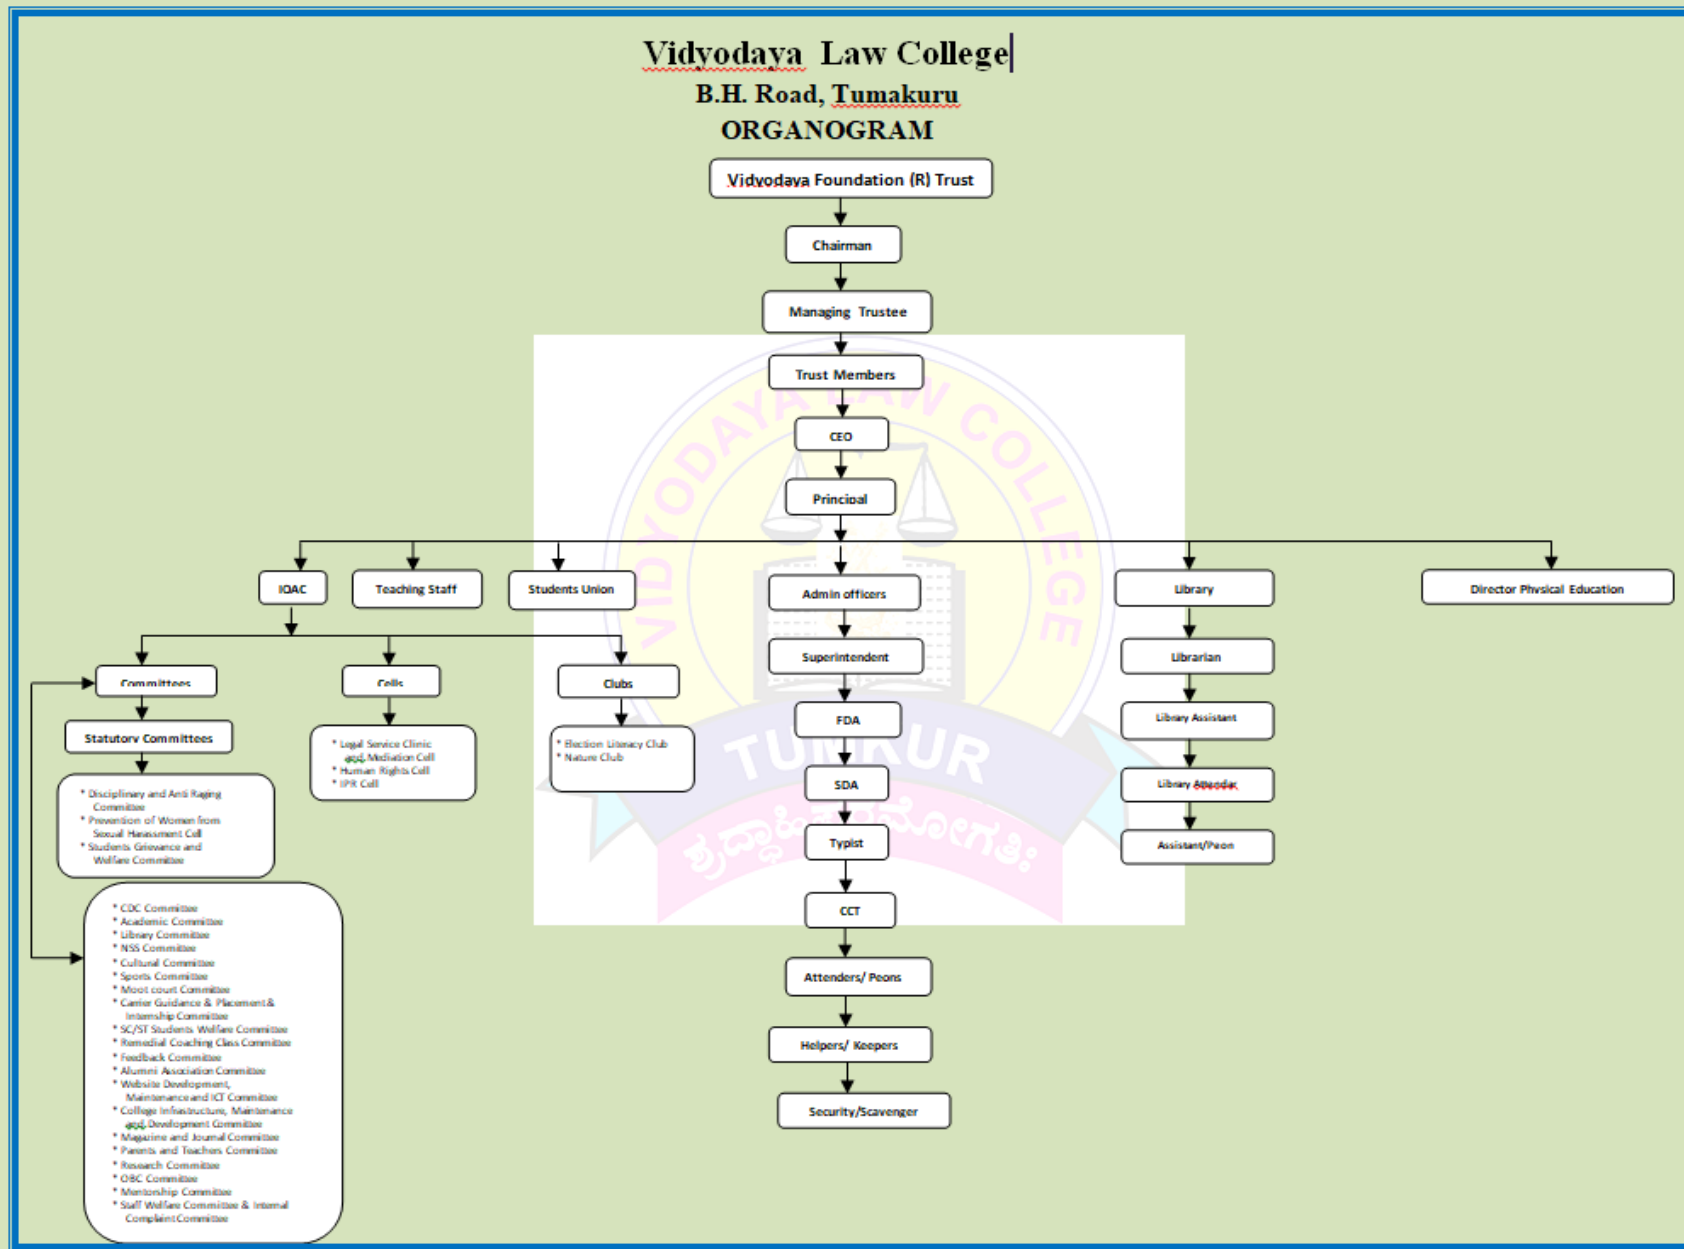 Vidyodaya Law College
B.H. Road, Tumakuru
ORGANOGRAM
Vidyodaya Foundation (R) Trust
Chairman
Managing Trustee
Trust Members
CEO
Principal
IQAC
Teaching Staff
Students Union
Admin officers
Library
Director Physical Education
Committees
Cells
Clubs
Superintendent
Librarian
Statutory Committees
* Legal Service Clinic
and Mediation Cell
* Human Rights Cell
* IPR Cell
* Election Literacy Club
* Nature Club
FDA
Library Assistant
* Disciplinary and Anti Raging
Committee
* Prevention of Women from
Sexual Harassment Cell
* Students Grievance and
Welfare Committee
SDA
Library Attendar
Typist
Assistant/Peon
CCT
Attenders/ Peons
Helpers/ Keepers
Security/Scavenger
* CDC Committee
* Academic Committee
* Library Committee
* NSS Committee
* Cultural Committee
* Sports Committee
* Moot court Committee
* Carrier Guidance & Placement &
Internship Committee
* SC/ST Students Welfare Committee
* Remedial Coaching Class Committee
* Feedback Committee
* Alumni Association Committee
* Website Development,
Maintenance and ICT Committee
* College Infrastructure, Maintenance
and Development Committee
* Magazine and Journal Committee
* Parents and Teachers Committee
* Research Committee
* OBC Committee
* Mentorship Committee
* Staff Welfare Committee & Internal
Complaint Committee
VIDYODAYA LAW COLLEGE
TUMKUR